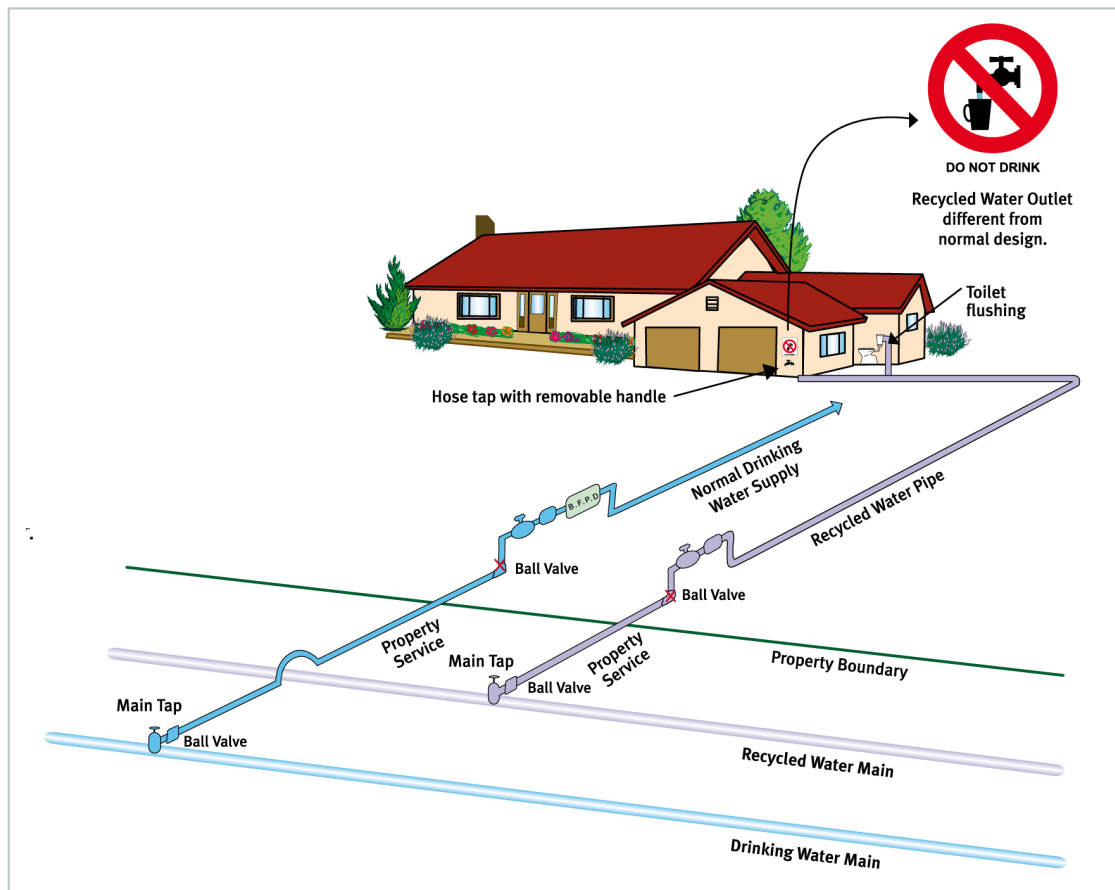 DO NOT DRINK
Recycled Water Outlet
different from
normal design.
Toilet
flushing
Hose tap with removable handle
Normal Drinking
Water Supply
B.F.P.D
Recycled Water Pipe
Ball Valve
Ball Valve
Property
Service
Property
Service
Property Boundary
Main Tap
Ball Valve
Main Tap
Ball Valve
Recycled Water Main
Drinking Water Main